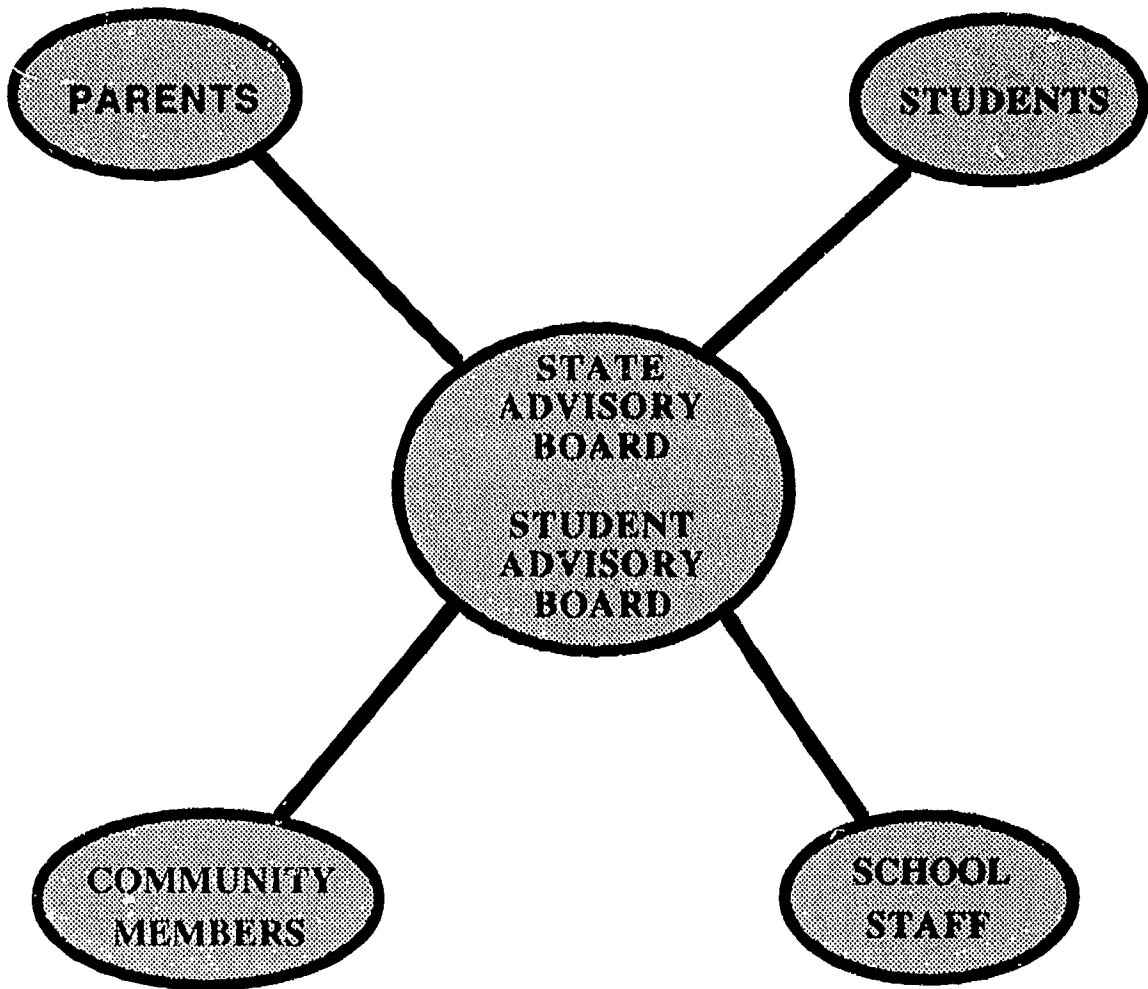 PARENTS
STUDENTS
STATE
ADVISORY
BOARD
STUDENT
ADVISORY
BOARD
COMMUNITY
MEMBERS
SCHOOL
STAFF